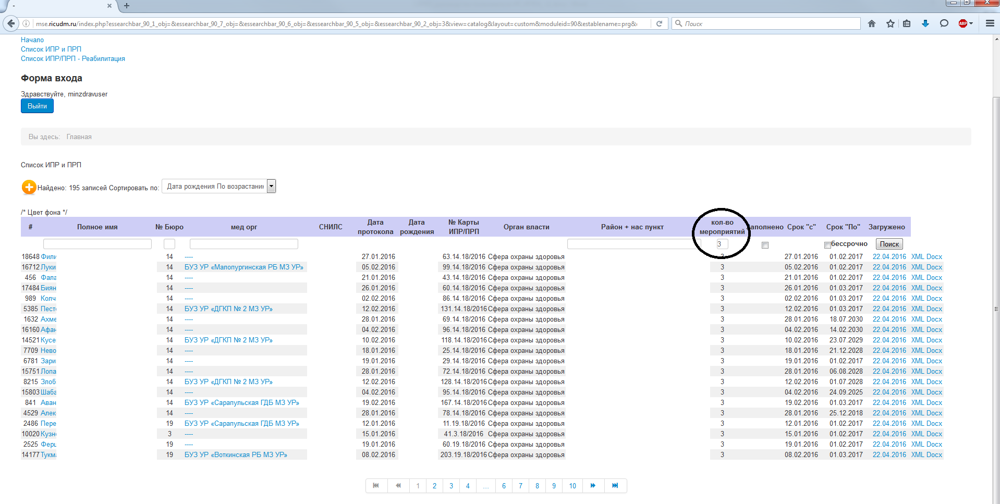 -
mse.ricudm.ru/index.php?essearchbar_90_1_obj=&essearchbar_90_7_obj=&essearchbar_90_6_obj=&essearchbar_90_5_obj=&essearchbar_90_2_obj=3&view=catalog&layout=custom&moduleid=90&establename=prg&
Поиск
ABP
Начало
Список ИПР и ПРП
Список ИПР/ПРП - Реабилитация
Форма входа
Здравствуйте, minzdravuser
Выйти
Вы здесь: Главная
Список ИПР и ПРП
Найдено: 195 записей Сортировать по: Дата рождения По возрастани
/* Цвет фона */
# Полное имя № Бюро мед орг СНИЛС Дата протокола Дата рождения № Карты ИПР/ПРП Орган власти Район + нас пункт кол-во мероприятий Заполнено Срок "с" Срок "По" Загружено
3 бессрочно Поиск
18648 Фили 14 ---- 27.01.2016 63.14.18/2016 Сфера охраны здоровья 3 27.01.2016 01.02.2017 22.04.2016 XML Docx
16712 Луки 14 БУЗ УР «Малопургинская РБ МЗ УР» 05.02.2016 99.14.18/2016 Сфера охраны здоровья 3 05.02.2016 01.02.2017 22.04.2016 XML Docx
456 Фала 14 ---- 21.01.2016 43.14.18/2016 Сфера охраны здоровья 3 21.01.2016 01.02.2017 22.04.2016 XML Docx
17484 Биян 14 ---- 26.01.2016 60.14.18/2016 Сфера охраны здоровья 3 26.01.2016 01.03.2017 22.04.2016 XML Docx
989 Колч 14 ---- 02.02.2016 86.14.18/2016 Сфера охраны здоровья 3 02.02.2016 01.03.2017 22.04.2016 XML Docx
5385 Пест 14 БУЗ УР «ДГКП № 2 МЗ УР» 12.02.2016 131.14.18/2016 Сфера охраны здоровья 3 12.02.2016 01.03.2017 22.04.2016 XML Docx
1632 Ахме 14 ---- 28.01.2016 69.14.18/2016 Сфера охраны здоровья 3 28.01.2016 18.07.2030 22.04.2016 XML Docx
16160 Афан 14 ---- 04.02.2016 96.14.18/2016 Сфера охраны здоровья 3 04.02.2016 14.02.2030 22.04.2016 XML Docx
14521 Кусе 14 БУЗ УР «ДГКП № 2 МЗ УР» 10.02.2016 118.14.18/2016 Сфера охраны здоровья 3 10.02.2016 23.07.2029 22.04.2016 XML Docx
7709 Нево 14 ---- 18.01.2016 25.14.18/2016 Сфера охраны здоровья 3 18.01.2016 21.12.2028 22.04.2016 XML Docx
6781 Зари 14 ---- 19.01.2016 29.14.18/2016 Сфера охраны здоровья 3 19.01.2016 01.02.2017 22.04.2016 XML Docx
15751 Лопа 14 ---- 28.01.2016 72.14.18/2016 Сфера охраны здоровья 3 28.01.2016 06.08.2028 22.04.2016 XML Docx
8215 Злоб 14 БУЗ УР «ДГКП № 2 МЗ УР» 12.02.2016 128.14.18/2016 Сфера охраны здоровья 3 12.02.2016 01.07.2028 22.04.2016 XML Docx
15803 Шаба 14 ---- 04.02.2016 95.14.18/2016 Сфера охраны здоровья 3 04.02.2016 24.09.2025 22.04.2016 XML Docx
841 Аван 14 БУЗ УР «Сарапульская ГДБ МЗ УР» 19.02.2016 167.14.18/2016 Сфера охраны здоровья 3 19.02.2016 01.03.2017 22.04.2016 XML Docx
4529 Алек 14 ---- 28.01.2016 78.14.18/2016 Сфера охраны здоровья 3 28.01.2016 25.12.2018 22.04.2016 XML Docx
2486 Пере 19 БУЗ УР «Сарапульская ГДБ МЗ УР» 12.01.2016 11.19.18/2016 Сфера охраны здоровья 3 12.01.2016 01.02.2017 22.04.2016 XML Docx
10020 Кузн 3 ---- 15.01.2016 41.3.18/2016 Сфера охраны здоровья 3 15.01.2016 01.02.2017 22.04.2016 XML Docx
2525 Ферц 19 ---- 19.01.2016 60.19.18/2016 Сфера охраны здоровья 3 19.01.2016 01.02.2017 22.04.2016 XML Docx
14177 Тукм 19 БУЗ УР «Воткинская РБ МЗ УР» 08.02.2016 203.19.18/2016 Сфера охраны здоровья 3 08.02.2016 01.03.2017 22.04.2016 XML Docx
1 2 3 4 ... 6 7 8 9 10